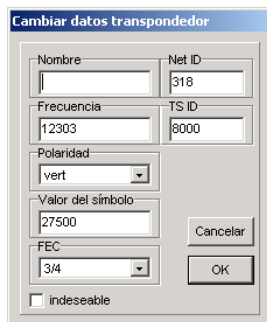 Cambiar datos transpondedor
Nombre
Net ID
318
Frecuencia
12303
TS ID
8000
Polaridad
vert
Valor del símbolo
27500
FEC
3/4
Cancelar
OK
indeseable